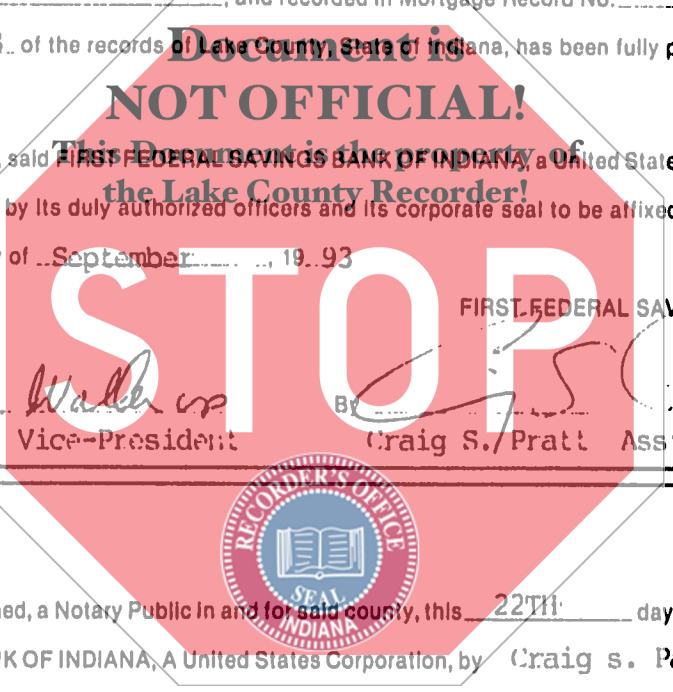 , and recorded in Mortgage Record No.
of the records of Lake County, State of Indiana, has been fully
Document is
NOT OFFICIAL!
This Document is the property of
the Lake County Recorder!
said FIRST FEDERAL SAVINGS BANK OF INDIANA, a United State
by its duly authorized officers and its corporate seal to be affixed
of September, 19 93
STOP
FIRST FEDERAL SAV
By
Vice-President Craig S. Pratt Ass
RECORDER'S OFFICE
SEAL
INDIANA
ned, a Notary Public in and for said county, this 22TH day
K OF INDIANA, A United States Corporation, by Craig s. P